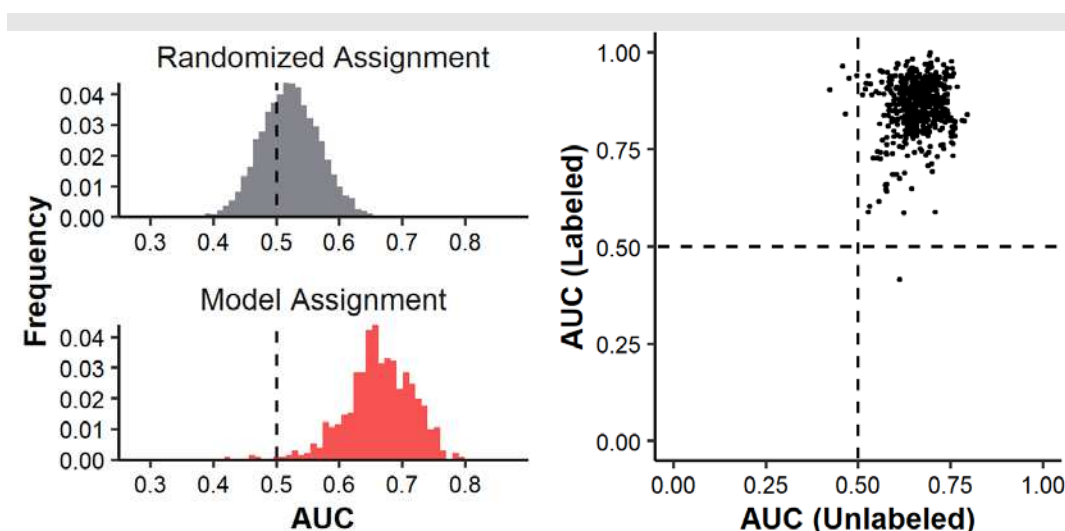 Randomized Assignment
0.04
0.03
0.02
0.01
0.00
0.3 0.4 0.5 0.6 0.7 0.8
Frequency
Model Assignment
0.04
0.03
0.02
0.01
0.00
0.3 0.4 0.5 0.6 0.7 0.8
AUC
1.00
0.75
0.50
0.25
0.00
AUC (Labeled)
0.00 0.25 0.50 0.75 1.00
AUC (Unlabeled)